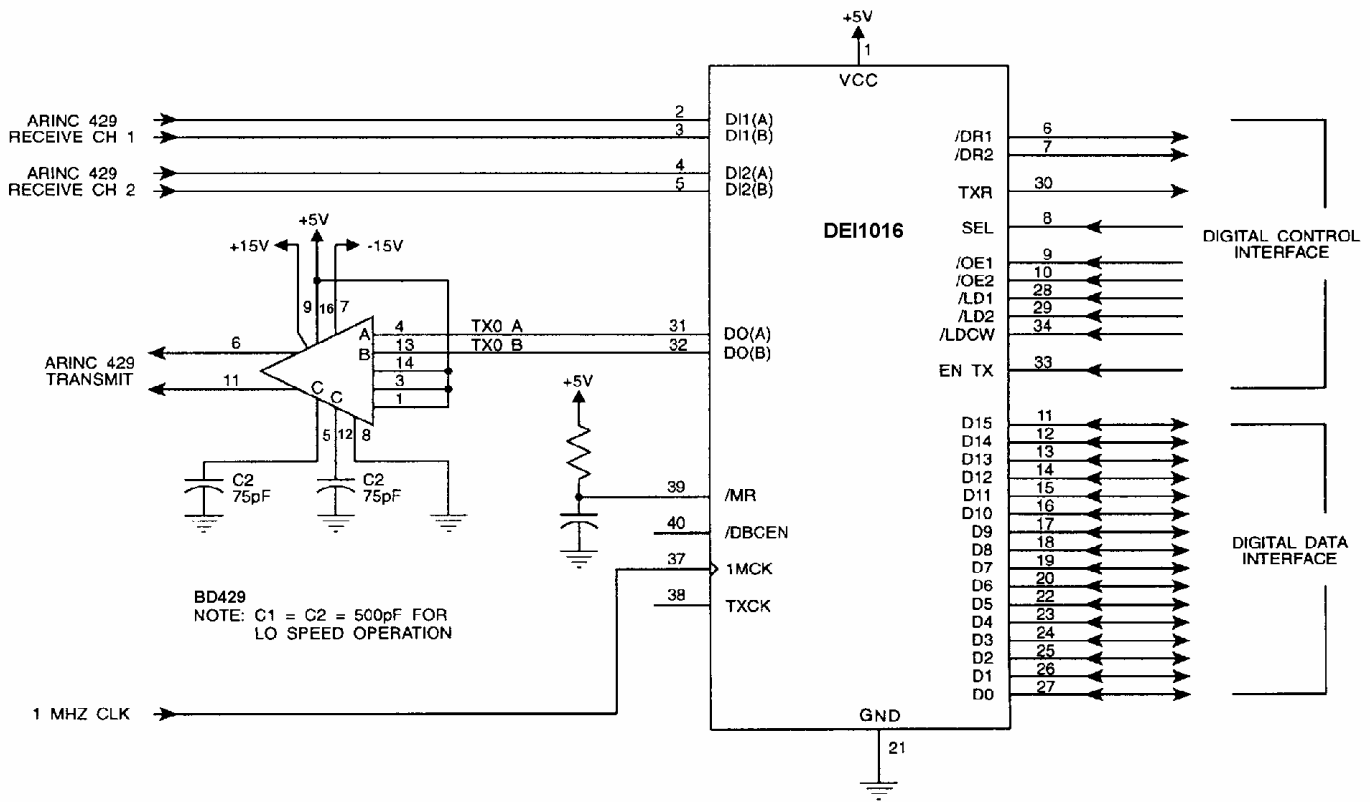 +5V
1
VCC
ARINC 429
RECEIVE CH 1
2
DI1(A)
3
DI1(B)
ARINC 429
RECEIVE CH 2
4
DI2(A)
5
DI2(B)
/DR1
6
/DR2
7
TXR
30
SEL
8
/OE1
9
/OE2
10
/LD1
28
/LD2
29
/LDCW
34
EN TX
33
DIGITAL CONTROL
INTERFACE
DEI1016
+5V
+15V
-15V
9
16
7
A
4
TX0 A
31
DO(A)
B
13
TX0 B
32
DO(B)
14
3
1
6
11
ARINC 429
TRANSMIT
C
C
5
12
8
C2
75pF
C2
75pF
+5V
39
/MR
40
/DBCEN
37
1MCK
38
TXCK
BD429
NOTE: C1 = C2 = 500pF FOR
LO SPEED OPERATION
1 MHZ CLK
D15
11
D14
12
D13
13
D12
14
D11
15
D10
16
D9
17
D8
18
D7
19
D6
20
D5
22
D4
23
D3
24
D2
25
D1
26
D0
27
DIGITAL DATA
INTERFACE
GND
21